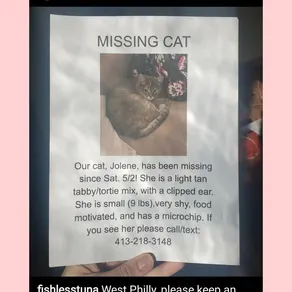 MISSING CAT
Our cat, Jolene, has been missing
since Sat. 5/2! She is a light tan
tabby/tortie mix, with a clipped ear.
She is small (9 lbs),very shy, food
motivated, and has a microchip. If
you see her please call/text:
413-218-3148
fishlesstuna West Philly, please keep an